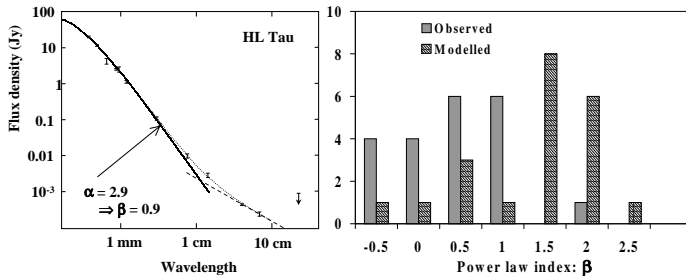 HL Tau
Flux density (Jy)
100
10
1
0.1
0.01
10-3
α = 2.9
⇒ β = 0.9
1 mm
1 cm
10 cm
Wavelength
Observed
Modelled
10
8
6
4
2
0
-0.5 0 0.5 1 1.5 2 2.5
Power law index: β